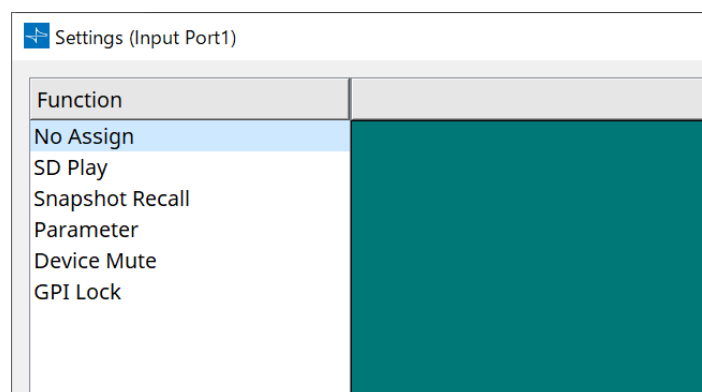 Settings (Input Port1)
Function
No Assign
SD Play
Snapshot Recall
Parameter
Device Mute
GPI Lock